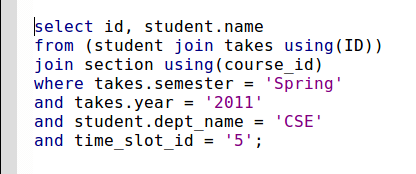 select id, student.name
from (student join takes using(ID))
join section using(course_id)
where takes.semester = 'Spring'
and takes.year = '2011'
and student.dept_name = 'CSE'
and time_slot_id = '5';